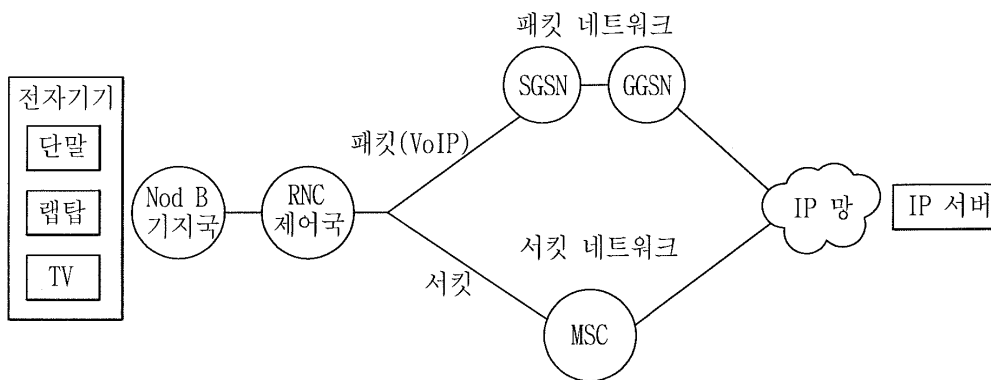 패킷 네트워크
전자기기
단말
랩탑
TV
Nod B
기지국
RNC
제어국
패킷(VoIP)
서킷
SGSN
GGSN
서킷 네트워크
MSC
IP 망
IP 서버